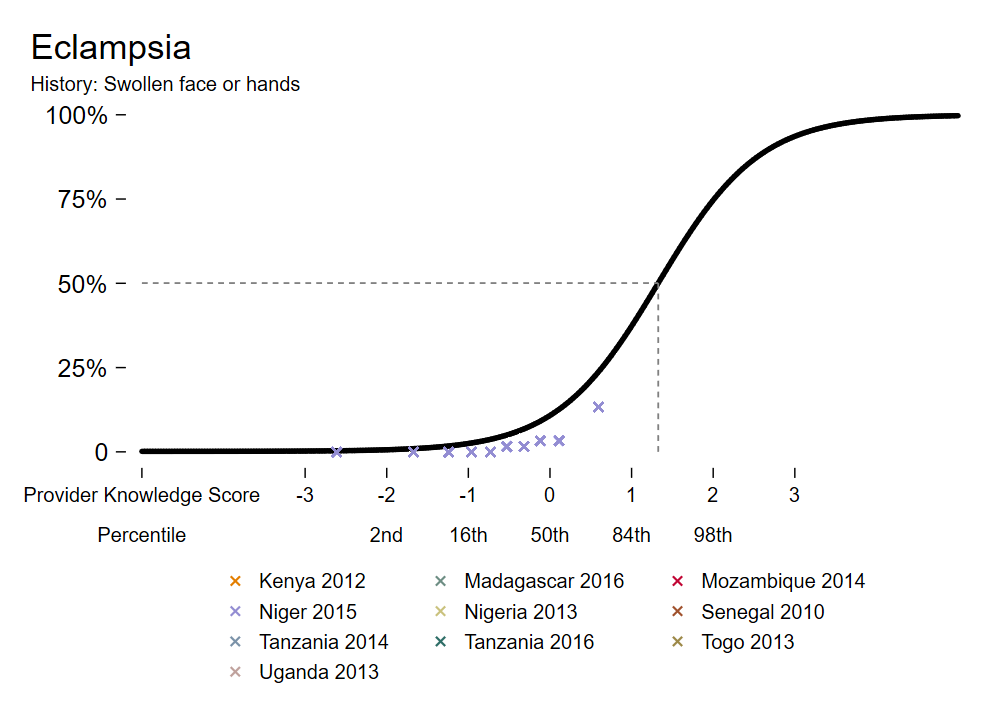 Eclampsia
History: Swollen face or hands
100%
75%
50%
25%
0
Provider Knowledge Score -3 -2 -1 0 1 2 3
Percentile 2nd 16th 50th 84th 98th
Kenya 2012 Madagascar 2016 Mozambique 2014
Niger 2015 Nigeria 2013 Senegal 2010
Tanzania 2014 Tanzania 2016 Togo 2013
Uganda 2013